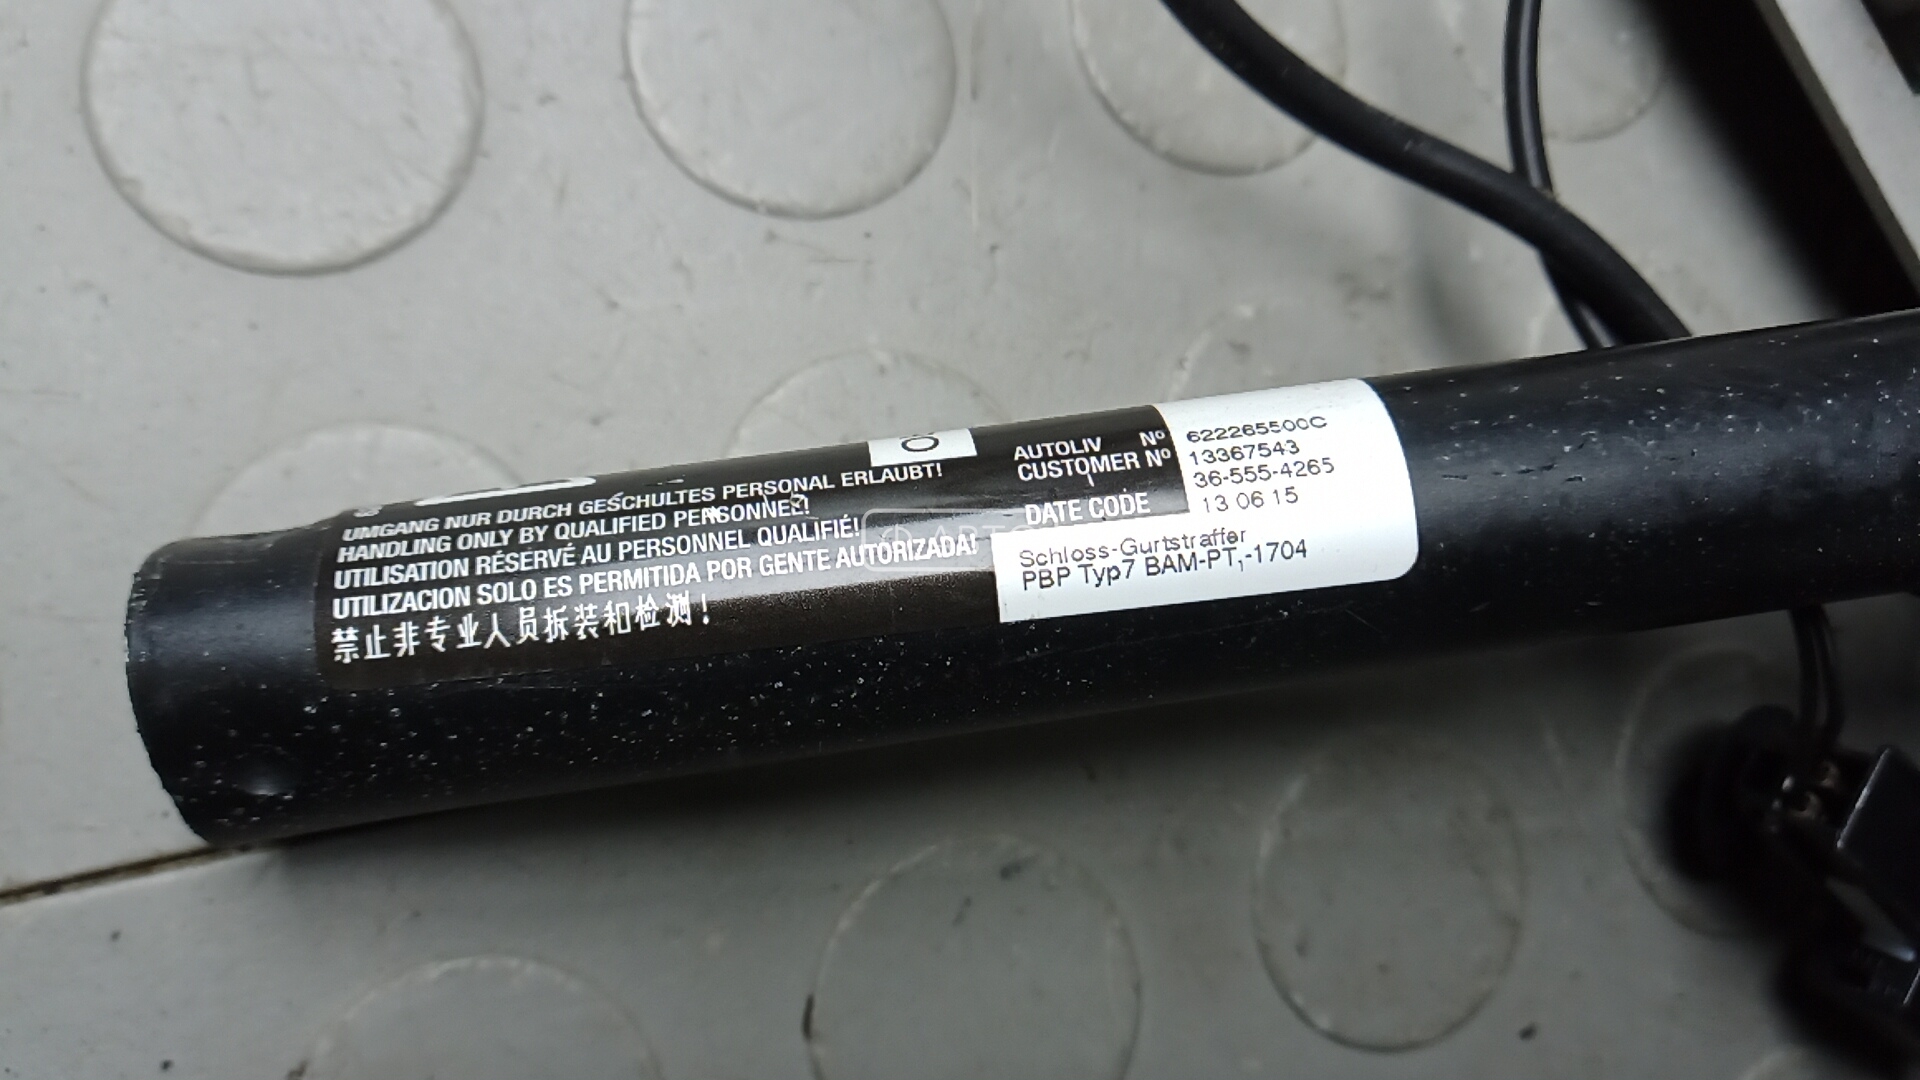 UMGANG NUR DURCH GESCHULTES PERSONAL ERLAUBT!
HANDLING ONLY BY QUALIFIED PERSONNEL!
UTILISATION RÉSERVÉ AU PERSONNEL QUALIFIÉ!
UTILIZACION SOLO ES PERMITIDA POR GENTE AUTORIZADA!
禁止非专业人员拆装和检测!
AUTOLIV Nº 622265500C
CUSTOMER Nº 13367543
36-555-4265
DATE CODE 13 06 15
Schloss-Gurtstraffer
PBP Typ7 BAM-PT₁-1704